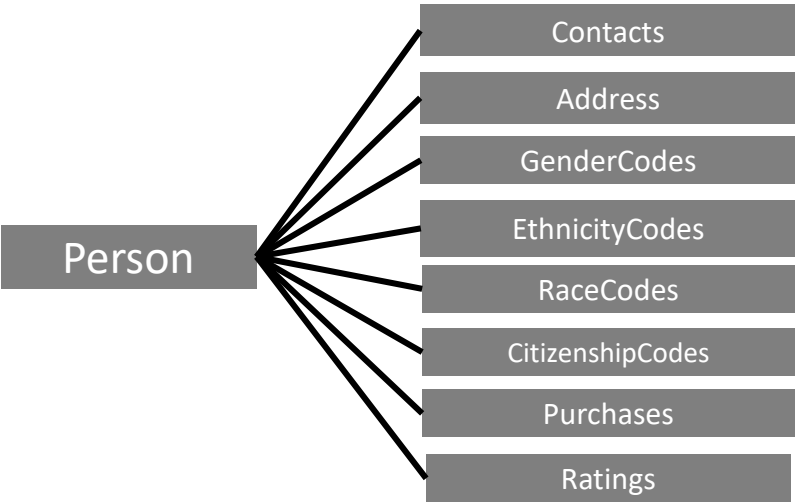 Contacts
Address
GenderCodes
EthnicityCodes
Person
RaceCodes
CitizenshipCodes
Purchases
Ratings